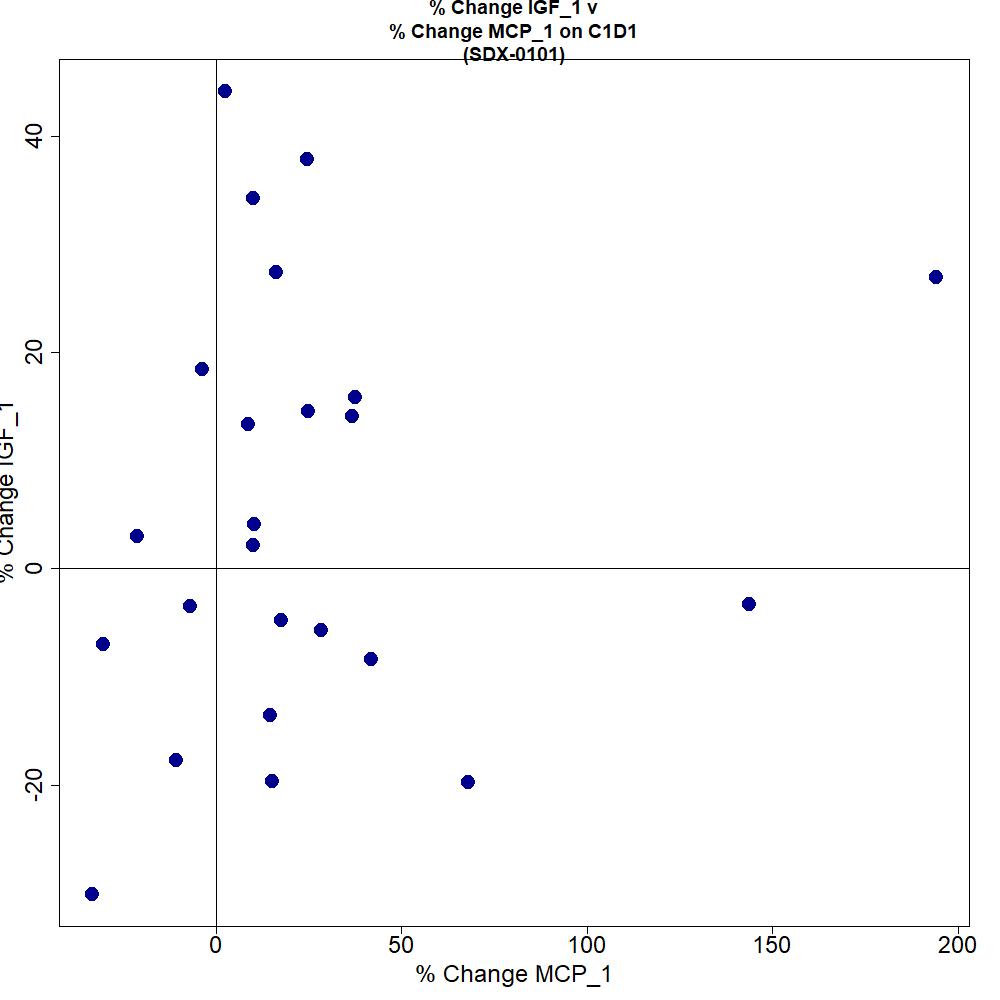 % Change IGF_1 v
% Change MCP_1 on C1D1
(SDX-0101)
% Change IGF_1
40
20
0
-20
0
50
100
150
200
% Change MCP_1